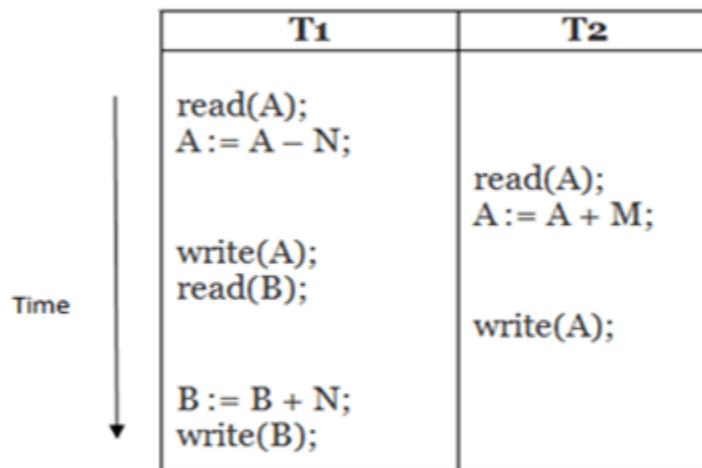 T1 T2
read(A);
A := A – N;
read(A);
A := A + M;
write(A);
read(B);
Time
write(A);
B := B + N;
write(B);